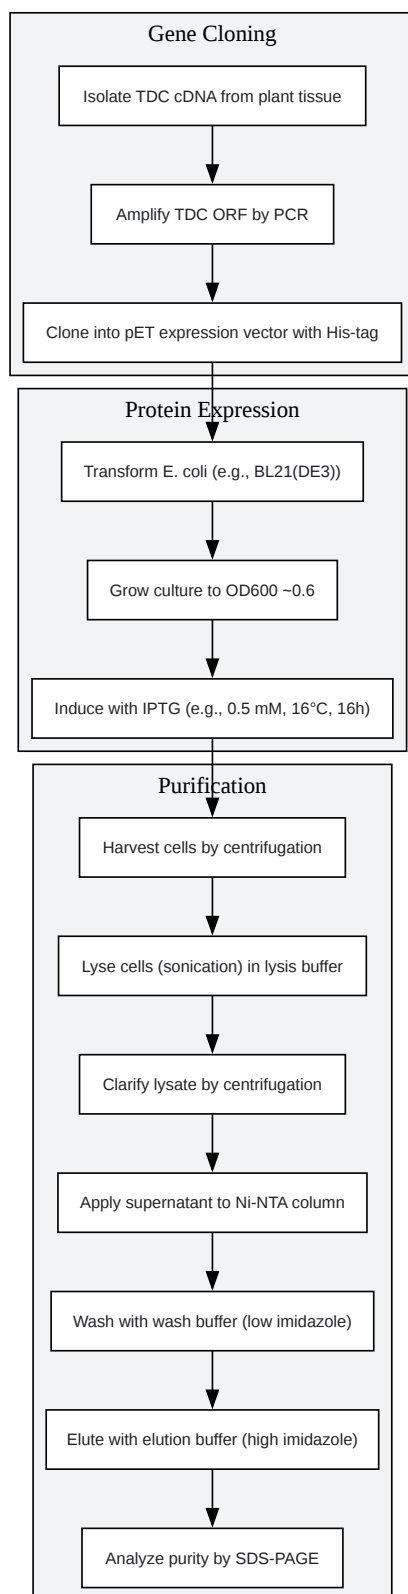 Gene Cloning
Isolate TDC cDNA from plant tissue
Amplify TDC ORF by PCR
Clone into pET expression vector with His-tag
Protein Expression
Transform E. coli (e.g., BL21(DE3))
Grow culture to OD600 ~0.6
Induce with IPTG (e.g., 0.5 mM, 16°C, 16h)
Purification
Harvest cells by centrifugation
Lyse cells (sonication) in lysis buffer
Clarify lysate by centrifugation
Apply supernatant to Ni-NTA column
Wash with wash buffer (low imidazole)
Elute with elution buffer (high imidazole)
Analyze purity by SDS-PAGE